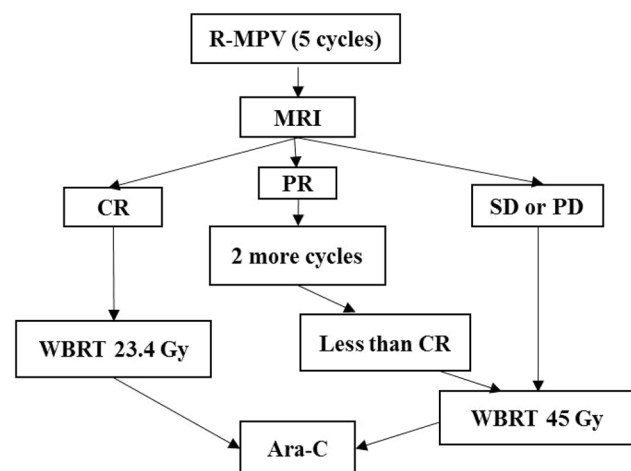 R-MPV (5 cycles)
MRI
CR
PR
SD or PD
2 more cycles
WBRT 23.4 Gy
Less than CR
WBRT 45 Gy
Ara-C